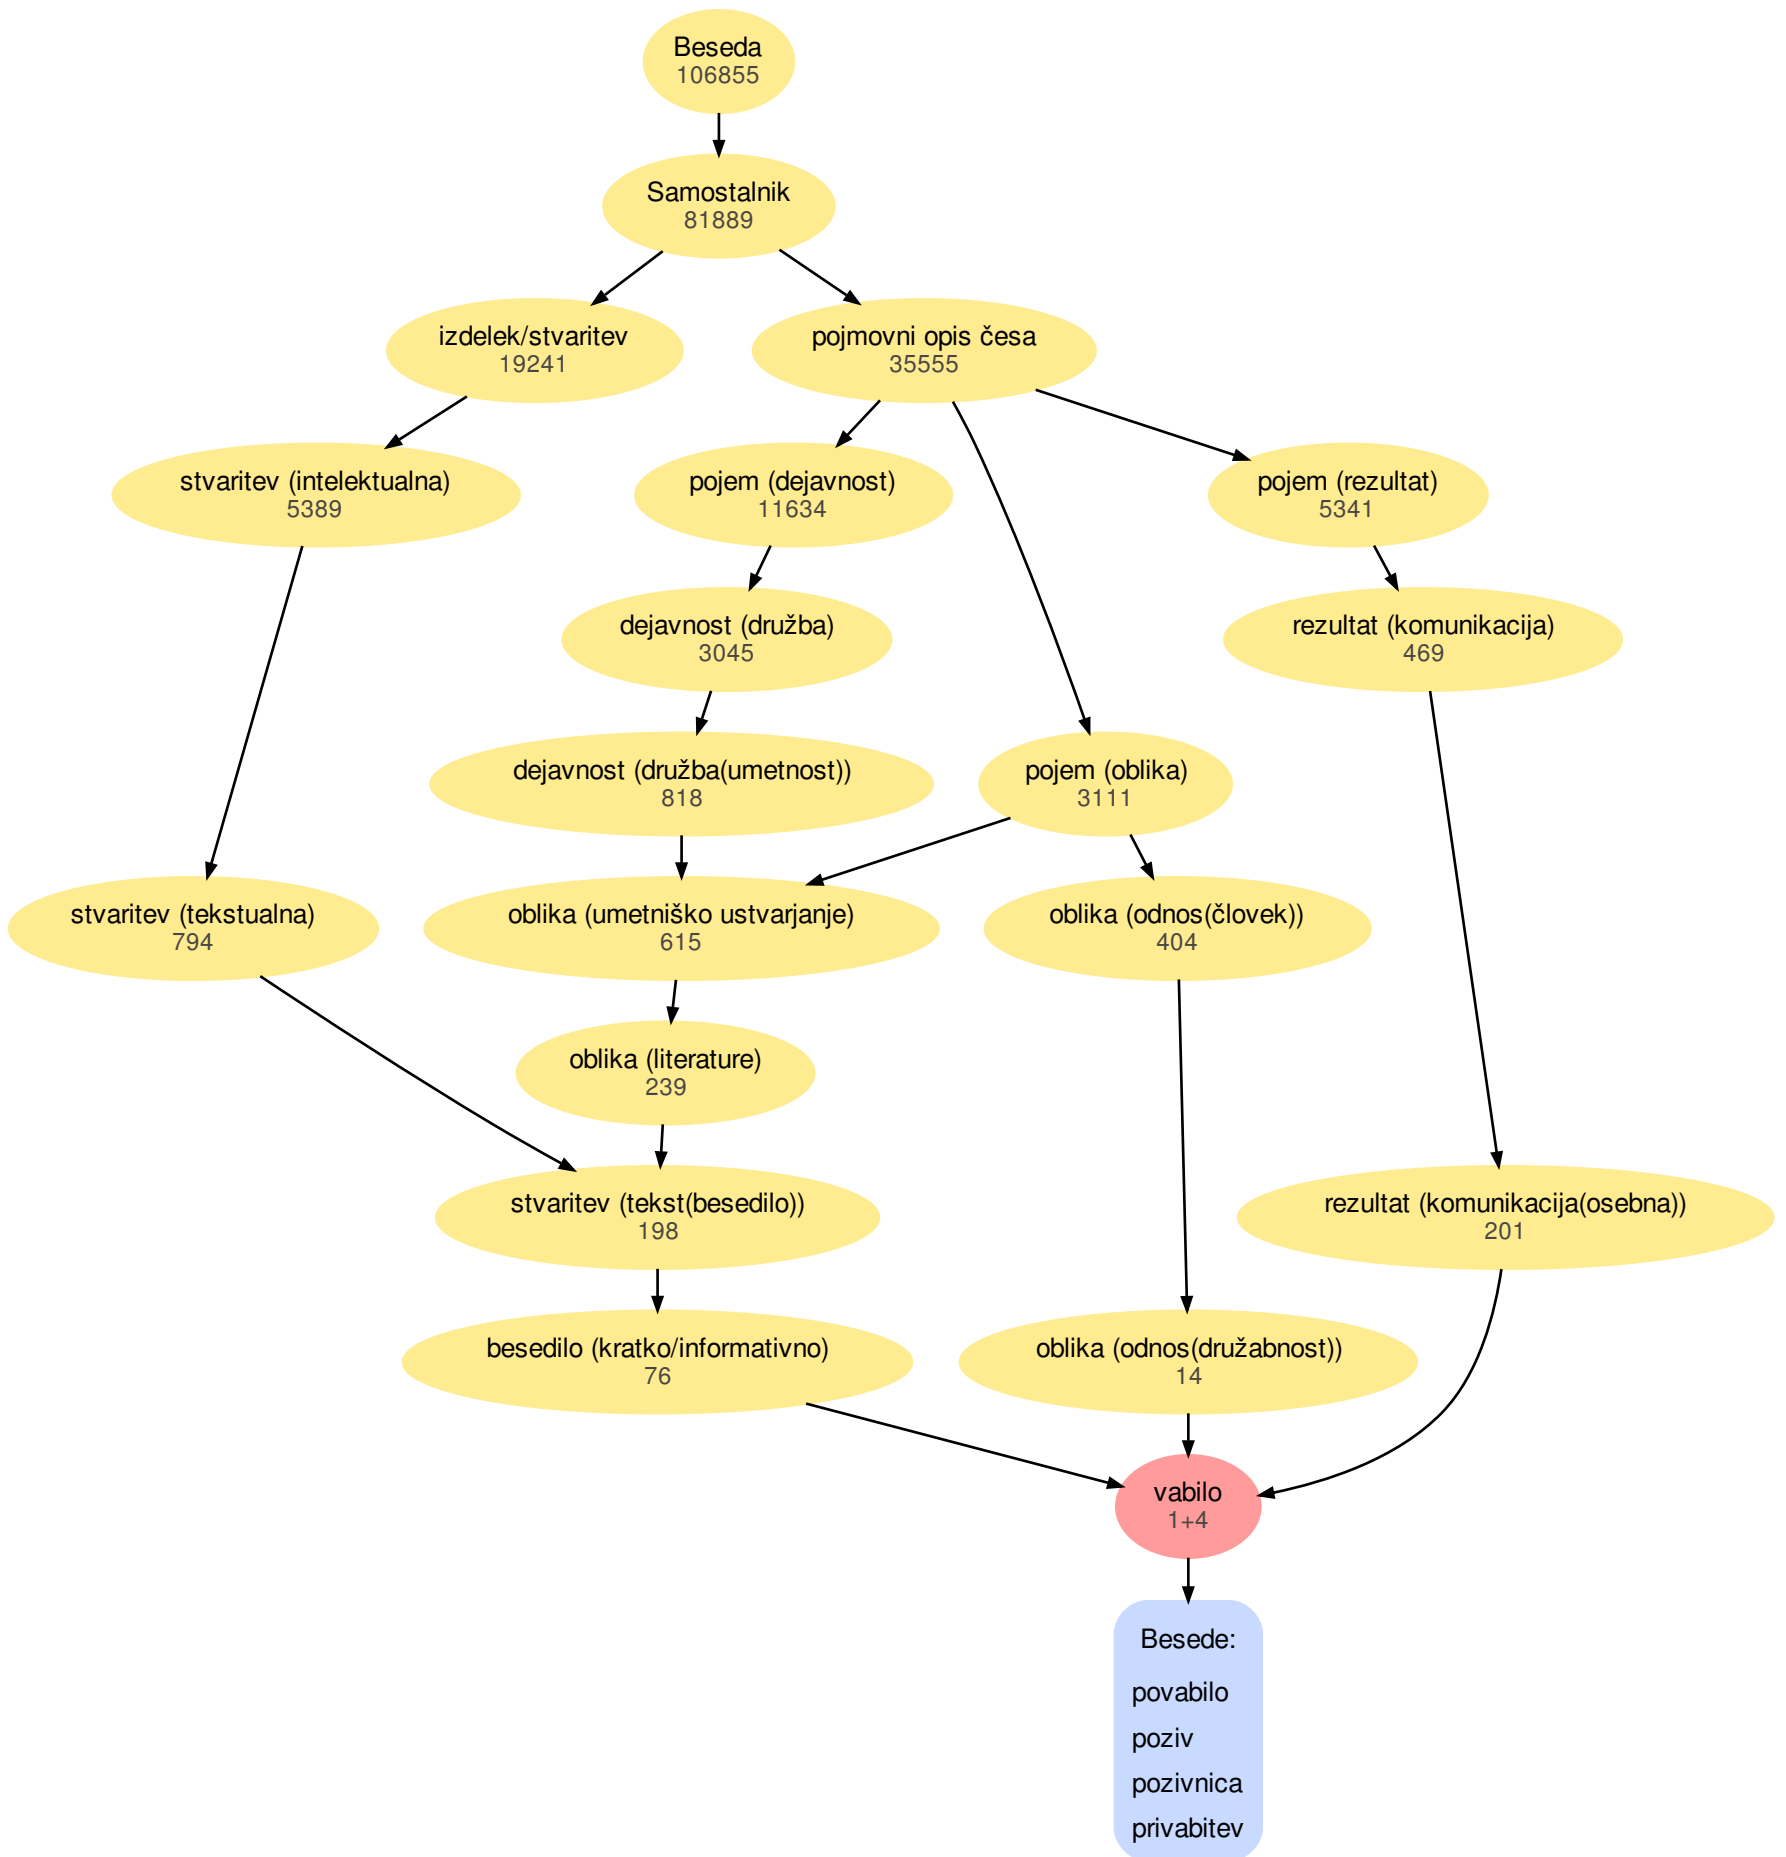 Beseda
106855
Samostalnik
81889
izdelek/stvaritev
19241
pojmovni opis česa
35555
stvaritev (intelektualna)
5389
pojem (dejavnost)
11634
pojem (rezultat)
5341
dejavnost (družba)
3045
rezultat (komunikacija)
469
dejavnost (družba(umetnost))
818
pojem (oblika)
3111
stvaritev (tekstualna)
794
oblika (umetniško ustvarjanje)
615
oblika (odnos(človek))
404
oblika (literature)
239
stvaritev (tekst(besedilo))
198
rezultat (komunikacija(osebna))
201
besedilo (kratko/informativno)
76
oblika (odnos(družabnost))
14
vabilo
1+4
Besede:
povabilo
poziv
pozivnica
privabitev